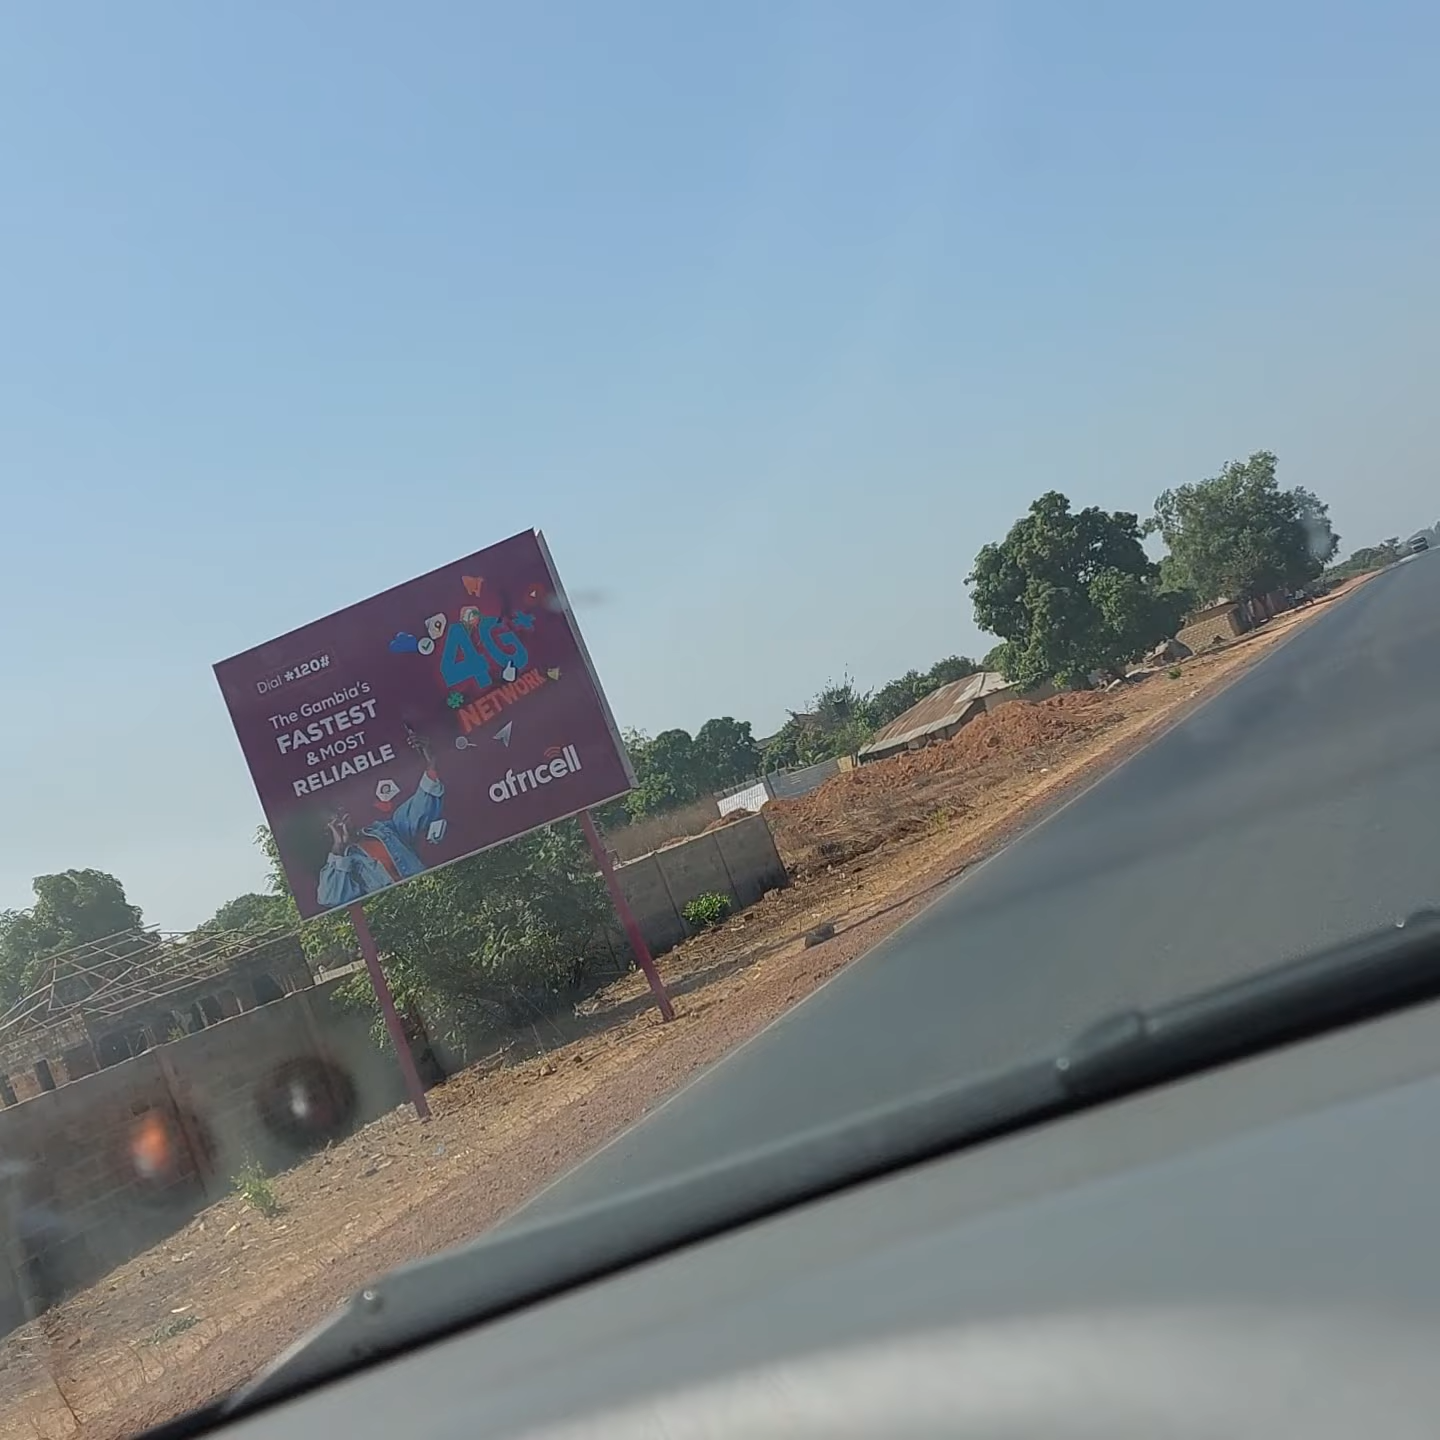 Dial *120#
The Gambia's
FASTEST
& MOST
RELIABLE
4G+
NETWORK
africell